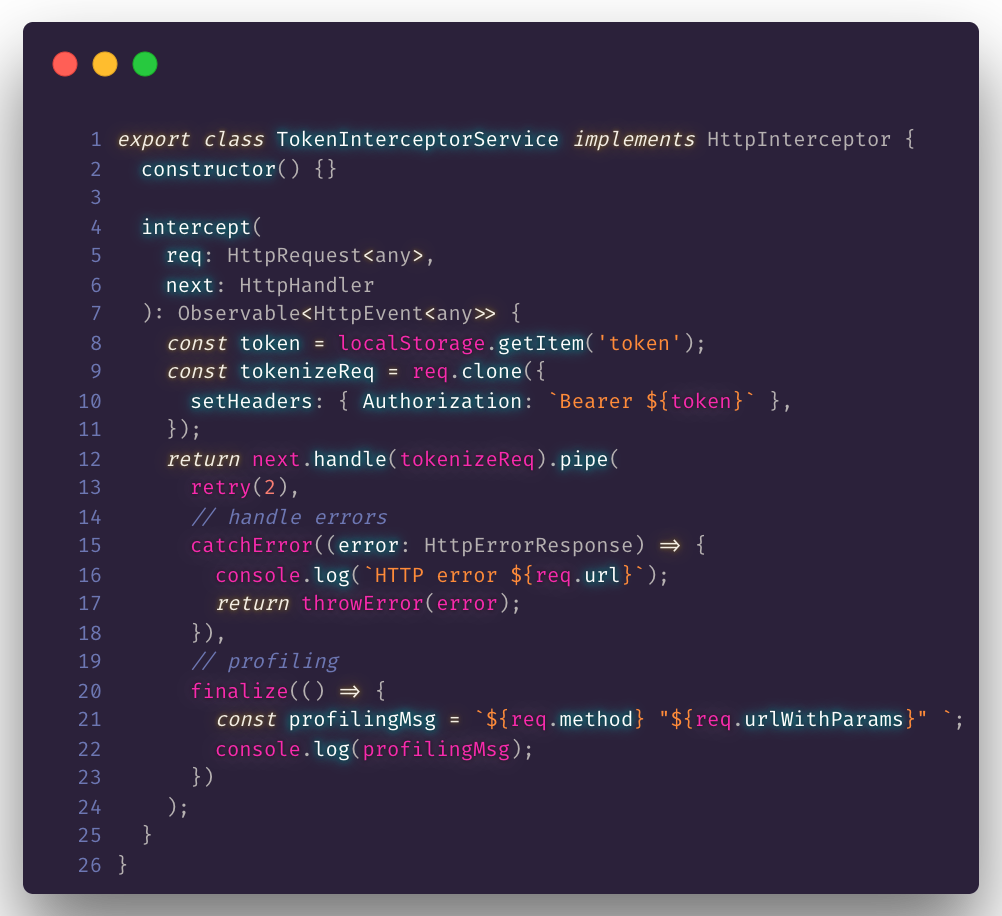 1 export class TokenInterceptorService implements HttpInterceptor {
2   constructor() {}
3
4   intercept(
5     req: HttpRequest<any>,
6     next: HttpHandler
7   ): Observable<HttpEvent<any>> {
8     const token = localStorage.getItem('token');
9     const tokenizeReq = req.clone({
10       setHeaders: { Authorization: `Bearer ${token}` },
11     });
12     return next.handle(tokenizeReq).pipe(
13       retry(2),
14       // handle errors
15       catchError((error: HttpErrorResponse) => {
16         console.log(`HTTP error ${req.url}`);
17         return throwError(error);
18       }),
19       // profiling
20       finalize(() => {
21         const profilingMsg = `${req.method} "${req.urlWithParams}" `;
22         console.log(profilingMsg);
23       })
24     );
25   }
26 }